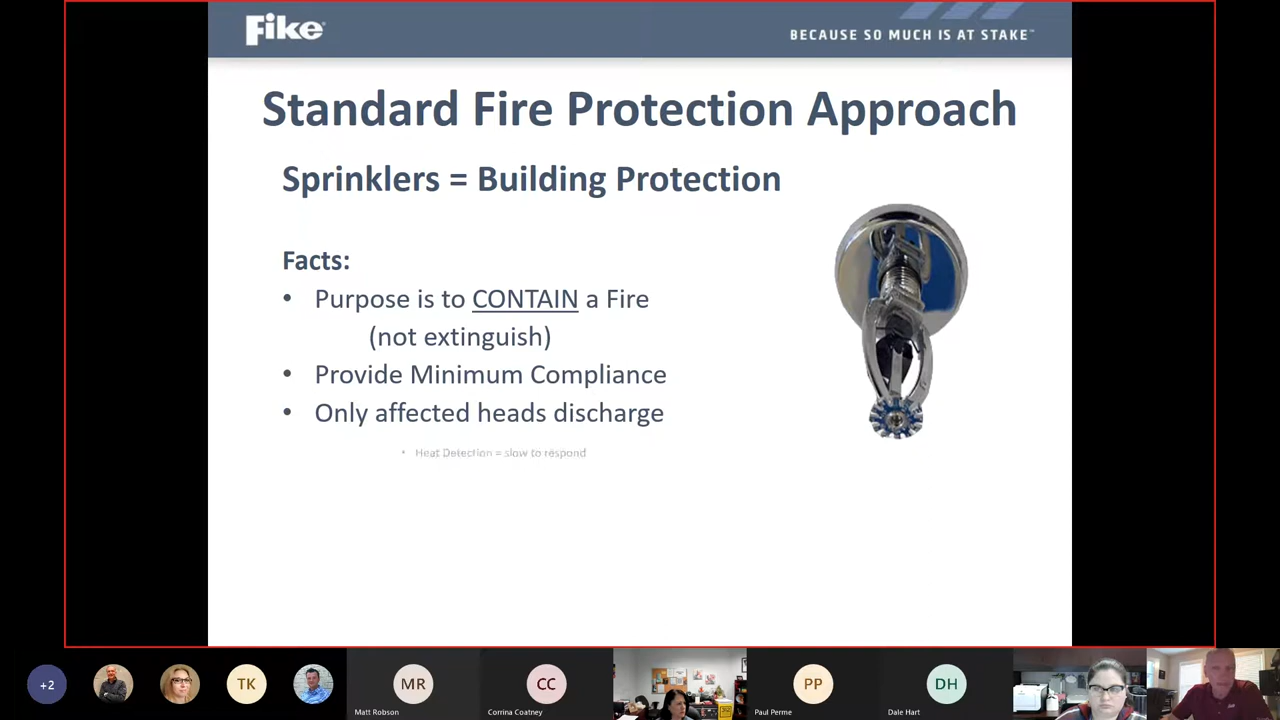 Fike®
BECAUSE SO MUCH IS AT STAKE™
Standard Fire Protection Approach
Sprinklers = Building Protection
Facts:
• Purpose is to CONTAIN a Fire
(not extinguish)
• Provide Minimum Compliance
• Only affected heads discharge
• Heat Detection = slow to respond
+2
TK
MR
Matt Robson
CC
Corrina Coatney
PP
Paul Perme
DH
Dale Hart